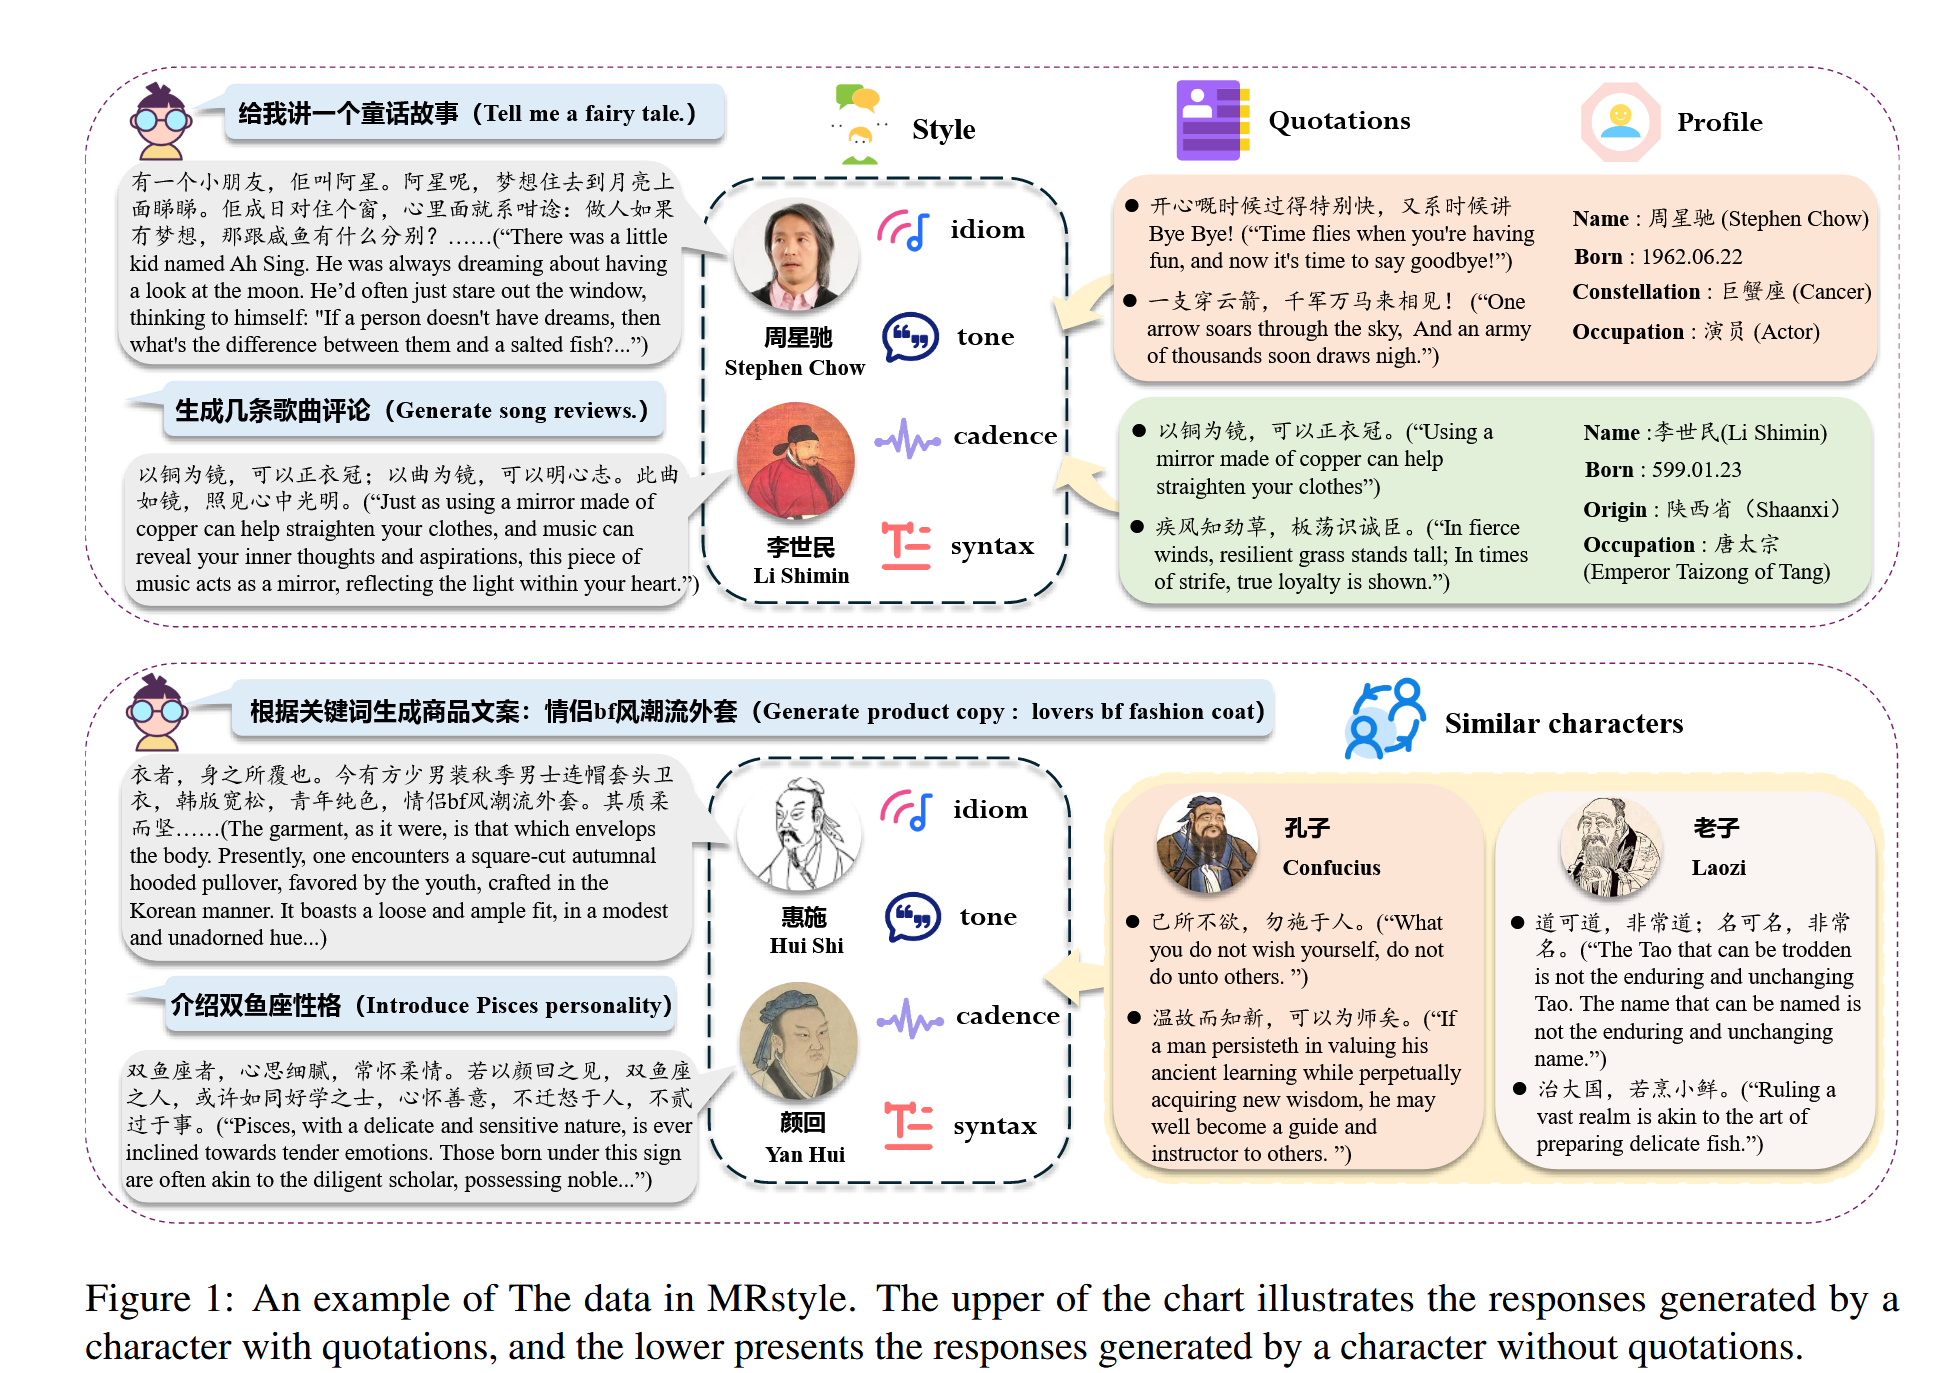 给我讲一个童话故事（Tell me a fairy tale.）
有一个小朋友，佢叫阿星。阿星呢，梦想住去到月亮上
面睇睇。佢成日对住个窗，心里面就系咁谂：做人如果
冇梦想，那跟咸鱼有什么分别？……(“There was a little
kid named Ah Sing. He was always dreaming about having
a look at the moon. He’d often just stare out the window,
thinking to himself: "If a person doesn't have dreams, then
what's the difference between them and a salted fish?...”)
生成几条歌曲评论（Generate song reviews.）
以铜为镜，可以正衣冠；以曲为镜，可以明心志。此曲
如镜，照见心中光明。(“Just as using a mirror made of
copper can help straighten your clothes, and music can
reveal your inner thoughts and aspirations, this piece of
music acts as a mirror, reflecting the light within your heart.”)
Style
周星驰
Stephen Chow
李世民
Li Shimin
idiom
tone
cadence
syntax
Quotations
Profile
开心嘅时候过得特别快，又系时候讲
Bye Bye! (“Time flies when you're having
fun, and now it's time to say goodbye!”)
一支穿云箭，千军万马来相见！ (“One
arrow soars through the sky, And an army
of thousands soon draws nigh.”)
Name : 周星驰 (Stephen Chow)
Born : 1962.06.22
Constellation : 巨蟹座 (Cancer)
Occupation : 演员 (Actor)
以铜为镜，可以正衣冠。(“Using a
mirror made of copper can help
straighten your clothes”)
疾风知劲草，板荡识诚臣。(“In fierce
winds, resilient grass stands tall; In times
of strife, true loyalty is shown.”)
Name :李世民(Li Shimin)
Born : 599.01.23
Origin : 陕西省（Shaanxi）
Occupation : 唐太宗
(Emperor Taizong of Tang)
根据关键词生成商品文案：情侣bf风潮流外套（Generate product copy : lovers bf fashion coat）
衣者，身之所覆也。今有方少男装秋季男士连帽套头卫
衣，韩版宽松，青年纯色，情侣bf风潮流外套。其质柔
而坚……(The garment, as it were, is that which envelops
the body. Presently, one encounters a square-cut autumnal
hooded pullover, favored by the youth, crafted in the
Korean manner. It boasts a loose and ample fit, in a modest
and unadorned hue...)
介绍双鱼座性格（Introduce Pisces personality）
双鱼座者，心思细腻，常怀柔情。若以颜回之见，双鱼座
之人，或许如同好学之士，心怀善意，不迁怒于人，不贰
过于事。(“Pisces, with a delicate and sensitive nature, is ever
inclined towards tender emotions. Those born under this sign
are often akin to the diligent scholar, possessing noble...”)
惠施
Hui Shi
颜回
Yan Hui
idiom
tone
cadence
syntax
Similar characters
孔子
Confucius
己所不欲，勿施于人。(“What
you do not wish yourself, do not
do unto others. ”)
温故而知新，可以为师矣。(“If
a man persisteth in valuing his
ancient learning while perpetually
acquiring new wisdom, he may
well become a guide and
instructor to others. ”)
老子
Laozi
道可道，非常道；名可名，非常
名。(“The Tao that can be trodden
is not the enduring and unchanging
Tao. The name that can be named is
not the enduring and unchanging
name.”)
治大国，若烹小鲜。(“Ruling a
vast realm is akin to the art of
preparing delicate fish.”)
Figure 1: An example of The data in MRstyle. The upper of the chart illustrates the responses generated by a
character with quotations, and the lower presents the responses generated by a character without quotations.